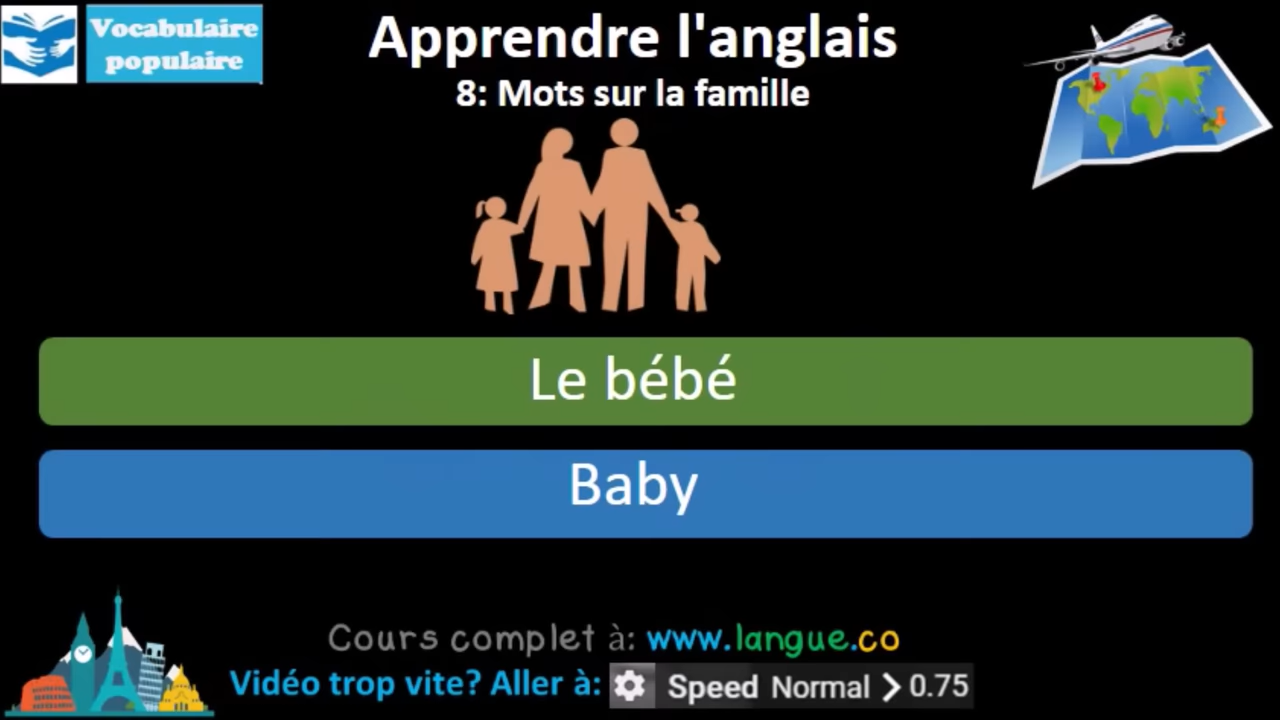 Vocabulaire
populaire
Apprendre l'anglais
8: Mots sur la famille
Le bébé
Baby
Cours complet à: www.langue.co
Vidéo trop vite? Aller à: Speed Normal > 0.75